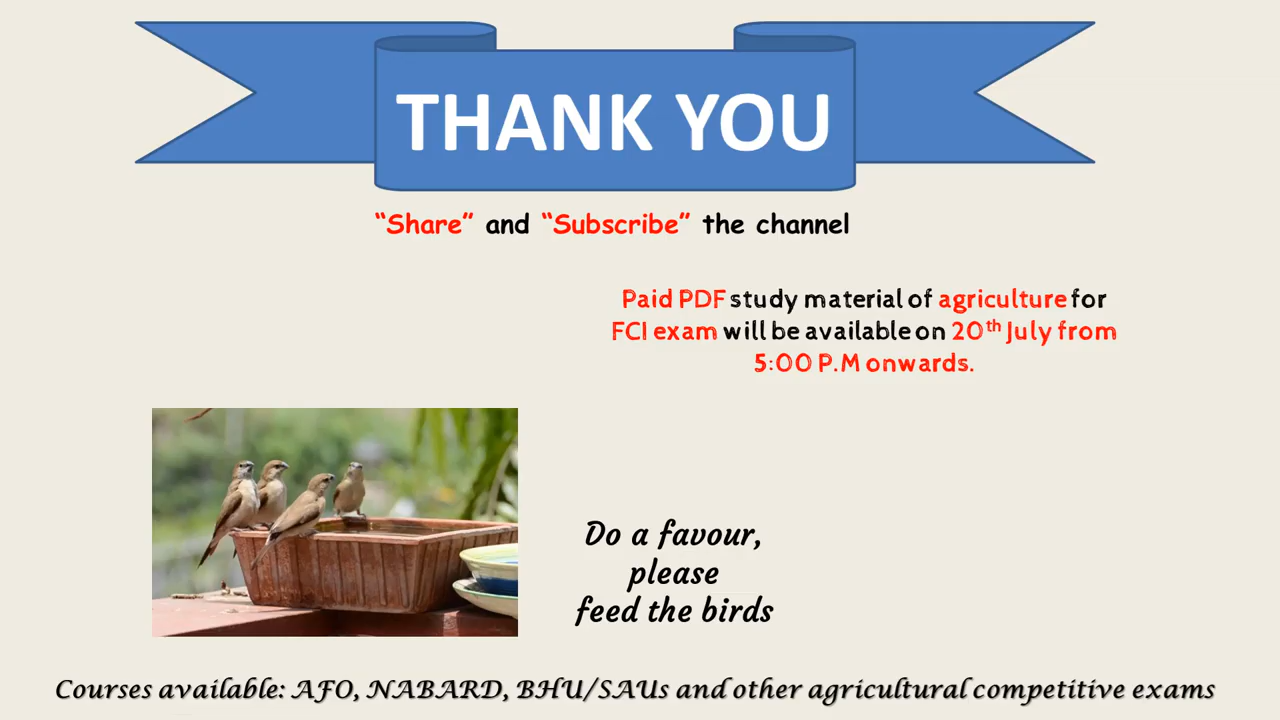 THANK YOU
“Share” and “Subscribe” the channel
Paid PDF study material of agriculture for
FCI exam will be available on 20th July from
5:00 P.M onwards.
Do a favour,
please
feed the birds
Courses available: AFO, NABARD, BHU/SAUs and other agricultural competitive exams